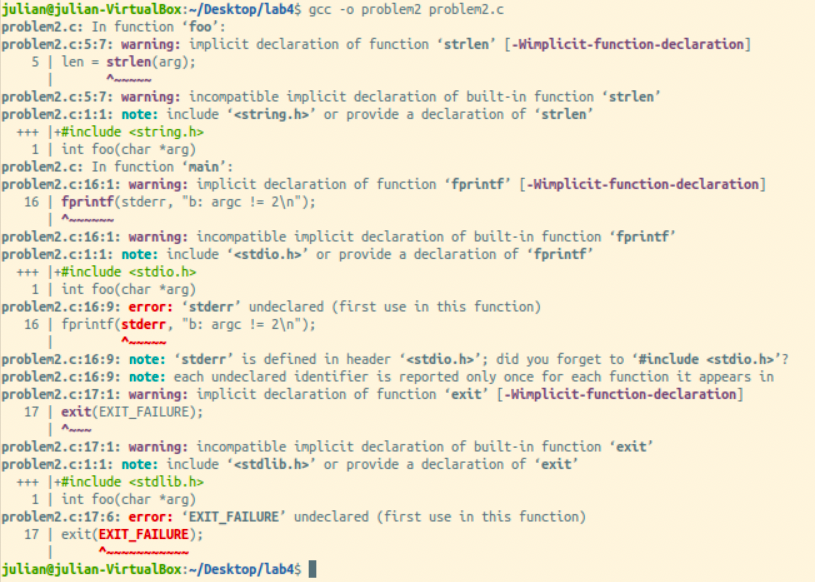 julian@julian-VirtualBox:~/Desktop/lab4$ gcc -o problem2 problem2.c
problem2.c: In function ‘foo’:
problem2.c:5:7: warning: implicit declaration of function ‘strlen’ [-Wimplicit-function-declaration]
    5 | len = strlen(arg);
      |       ^~~~~~
problem2.c:5:7: warning: incompatible implicit declaration of built-in function ‘strlen’
problem2.c:1:1: note: include ‘<string.h>’ or provide a declaration of ‘strlen’
  +++ |+#include <string.h>
    1 | int foo(char *arg)
problem2.c: In function ‘main’:
problem2.c:16:1: warning: implicit declaration of function ‘fprintf’ [-Wimplicit-function-declaration]
   16 | fprintf(stderr, "b: argc != 2\n");
      | ^~~~~~~
problem2.c:16:1: warning: incompatible implicit declaration of built-in function ‘fprintf’
problem2.c:1:1: note: include ‘<stdio.h>’ or provide a declaration of ‘fprintf’
  +++ |+#include <stdio.h>
    1 | int foo(char *arg)
problem2.c:16:9: error: ‘stderr’ undeclared (first use in this function)
   16 | fprintf(stderr, "b: argc != 2\n");
      |         ^~~~~~
problem2.c:16:9: note: ‘stderr’ is defined in header ‘<stdio.h>’; did you forget to ‘#include <stdio.h>’?
problem2.c:16:9: note: each undeclared identifier is reported only once for each function it appears in
problem2.c:17:1: warning: implicit declaration of function ‘exit’ [-Wimplicit-function-declaration]
   17 | exit(EXIT_FAILURE);
      | ^~~~
problem2.c:17:1: warning: incompatible implicit declaration of built-in function ‘exit’
problem2.c:1:1: note: include ‘<stdlib.h>’ or provide a declaration of ‘exit’
  +++ |+#include <stdlib.h>
    1 | int foo(char *arg)
problem2.c:17:6: error: ‘EXIT_FAILURE’ undeclared (first use in this function)
   17 | exit(EXIT_FAILURE);
      |      ^~~~~~~~~~~~
julian@julian-VirtualBox:~/Desktop/lab4$